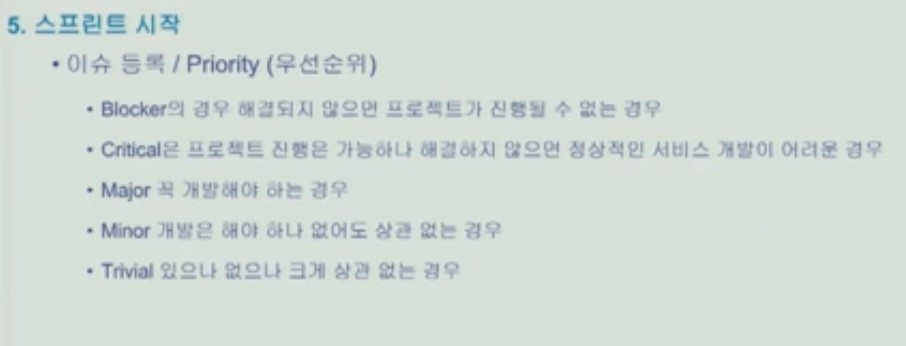 5. 스프린트 시작
• 이슈 등록 / Priority (우선순위)
• Blocker의 경우 해결되지 않으면 프로젝트가 진행될 수 없는 경우
• Critical은 프로젝트 진행은 가능하나 해결하지 않으면 정상적인 서비스 개발이 어려운 경우
• Major 꼭 개발해야 하는 경우
• Minor 개발은 해야 하나 없어도 상관 없는 경우
• Trivial 있으나 없으나 크게 상관 없는 경우